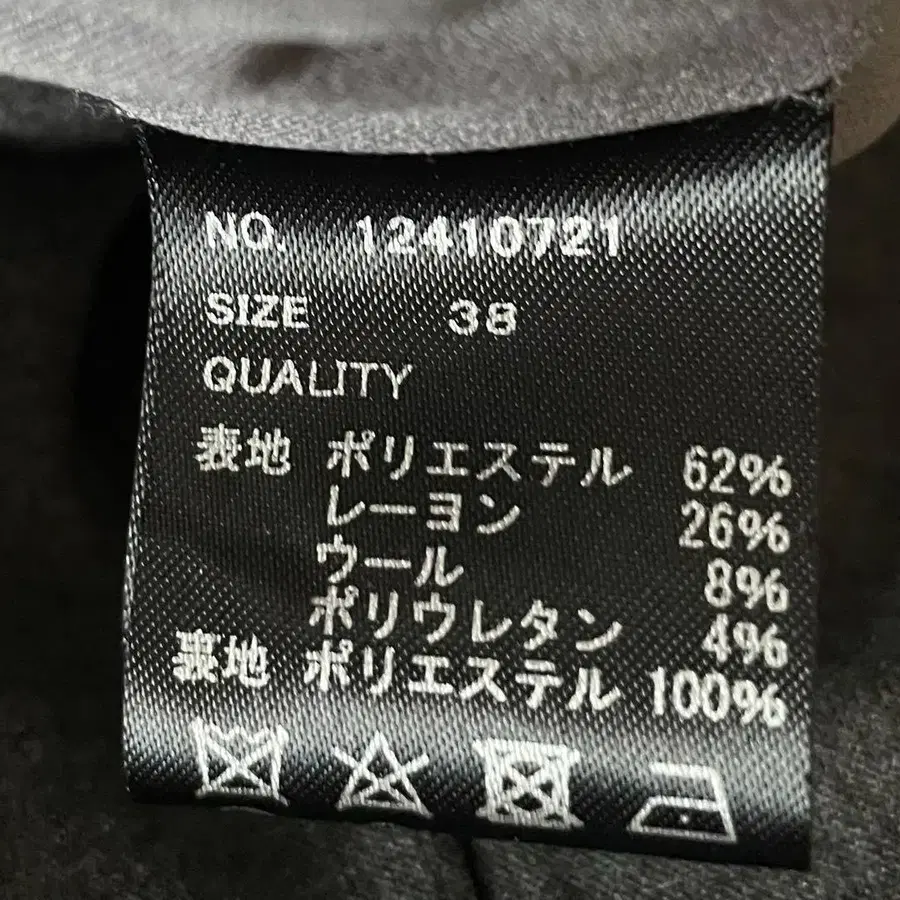 NO. 12410721
SIZE 38
QUALITY
表地 ポリエステル 62%
レーヨン 26%
ウール 8%
ポリウレタン 4%
裏地 ポリエステル 100%